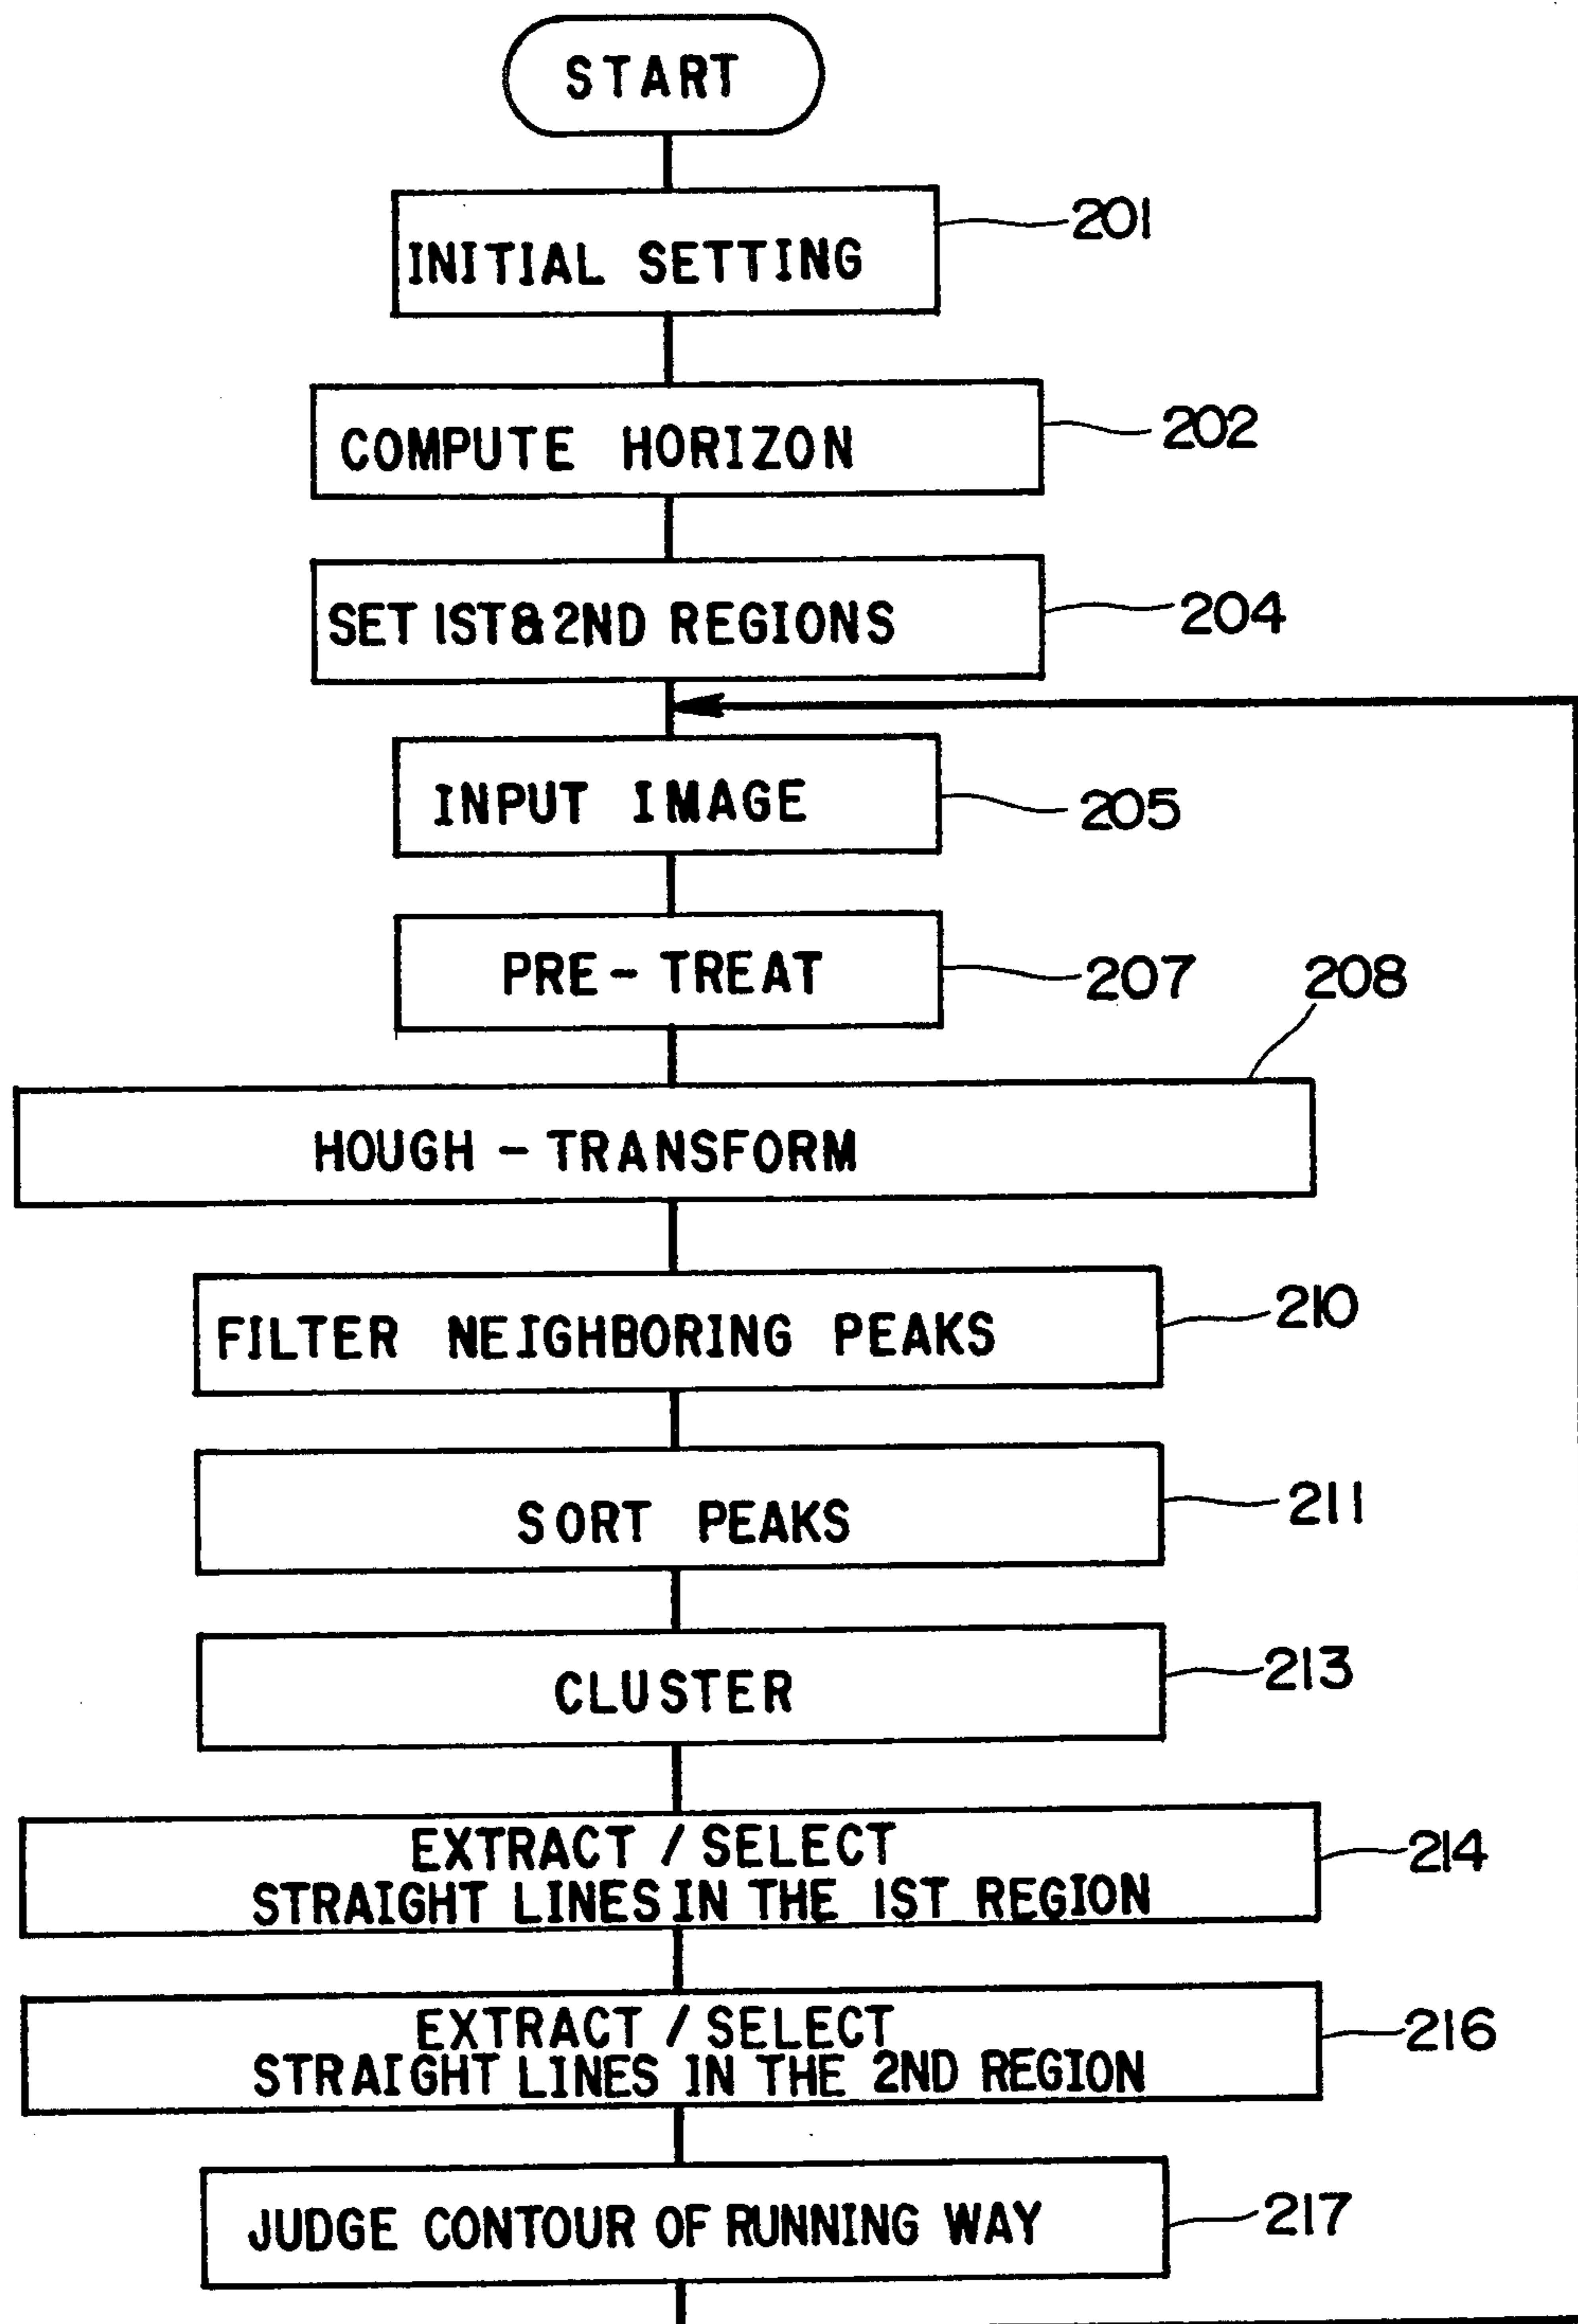 START
INITIAL SETTING
201
COMPUTE HORIZON
202
SET 1ST & 2ND REGIONS
204
INPUT IMAGE
205
PRE-TREAT
207
208
HOUGH-TRANSFORM
FILTER NEIGHBORING PEAKS
210
SORT PEAKS
211
CLUSTER
213
EXTRACT / SELECT
STRAIGHT LINES IN THE 1ST REGION
214
EXTRACT / SELECT
STRAIGHT LINES IN THE 2ND REGION
216
JUDGE CONTOUR OF RUNNING WAY
217